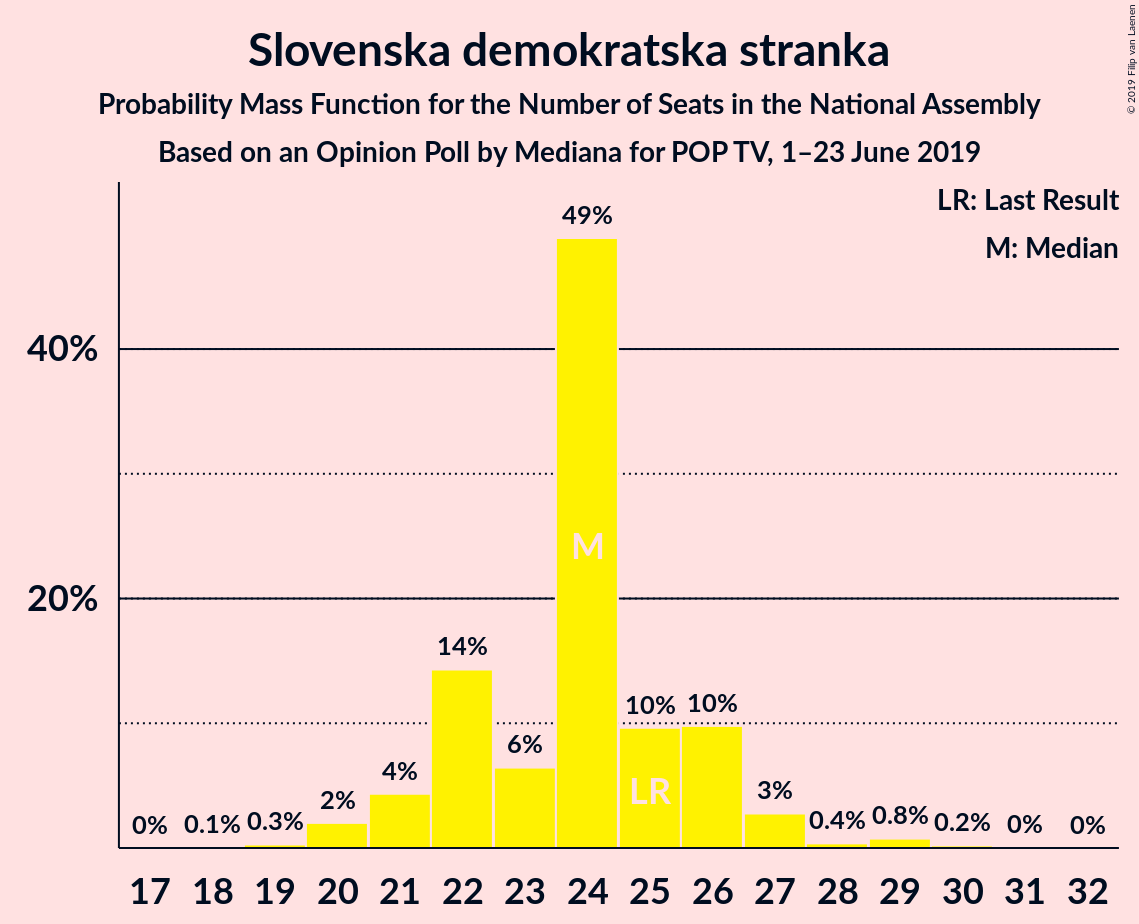 Slovenska demokratska stranka
Probability Mass Function for the Number of Seats in the National Assembly
Based on an Opinion Poll by Mediana for POP TV, 1–23 June 2019
© 2019 Filip van Laenen
LR: Last Result
M: Median
40%
20%
0%
0.1%
0.3%
2%
4%
14%
6%
49%
10%
10%
3%
0.4%
0.8%
0.2%
0%
0%
M
LR
17 18 19 20 21 22 23 24 25 26 27 28 29 30 31 32